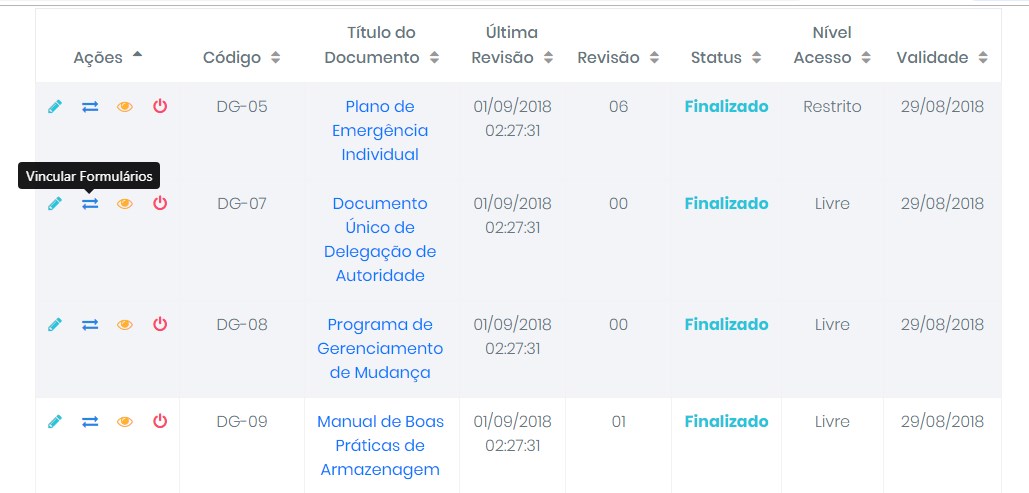 Título do Última Nível
Ações Código Documento Revisão Revisão Status Acesso Validade
DG-05 Plano de 01/09/2018 06 Finalizado Restrito 29/08/2018
Emergência 02:27:31
Individual
Vincular Formulários
DG-07 Documento 01/09/2018 00 Finalizado Livre 29/08/2018
Único de 02:27:31
Delegação de
Autoridade
DG-08 Programa de 01/09/2018 00 Finalizado Livre 29/08/2018
Gerenciamento 02:27:31
de Mudança
DG-09 Manual de Boas 01/09/2018 01 Finalizado Livre 29/08/2018
Práticas de 02:27:31
Armazenagem